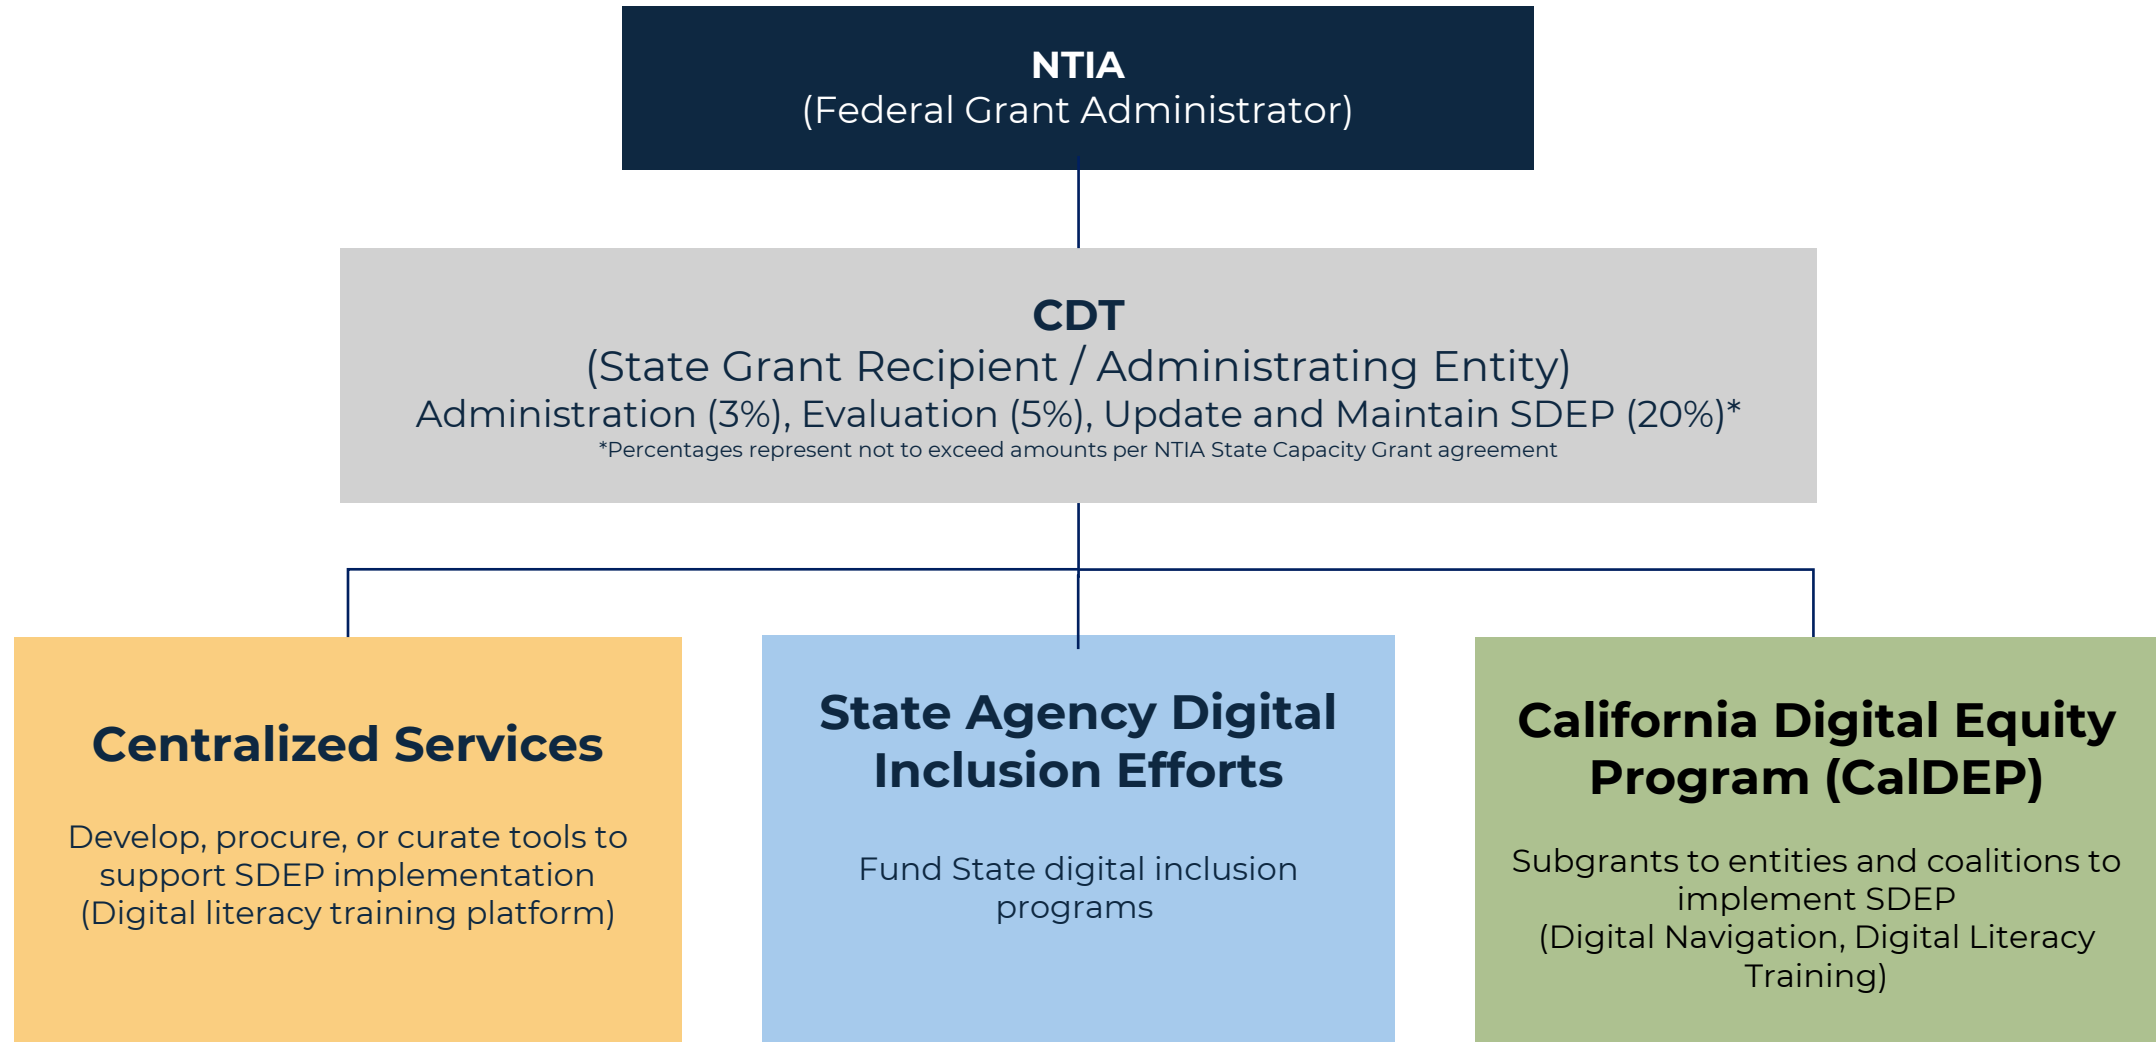 NTIA
(Federal Grant Administrator)
CDT
(State Grant Recipient / Administrating Entity)
Administration (3%), Evaluation (5%), Update and Maintain SDEP (20%)*
*Percentages represent not to exceed amounts per NTIA State Capacity Grant agreement
Centralized Services
Develop, procure, or curate tools to
support SDEP implementation
(Digital literacy training platform)
State Agency Digital
Inclusion Efforts
Fund State digital inclusion
programs
California Digital Equity
Program (CalDEP)
Subgrants to entities and coalitions to
implement SDEP
(Digital Navigation, Digital Literacy
Training)